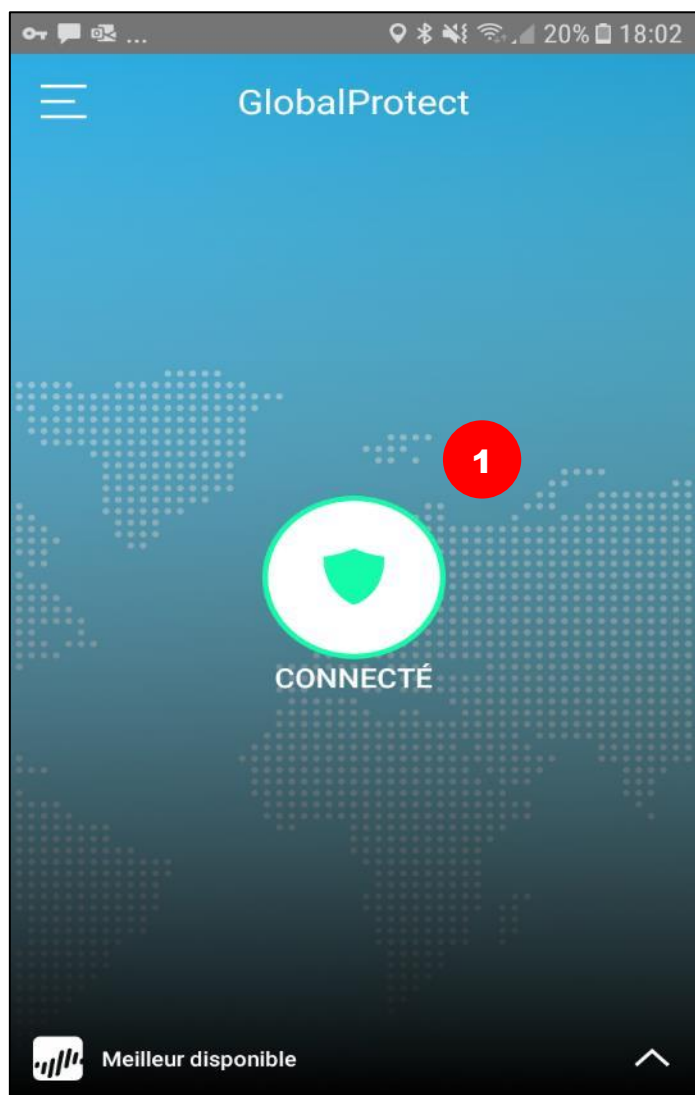 ... 20% 18:02
GlobalProtect
1
CONNECTÉ
Meilleur disponible